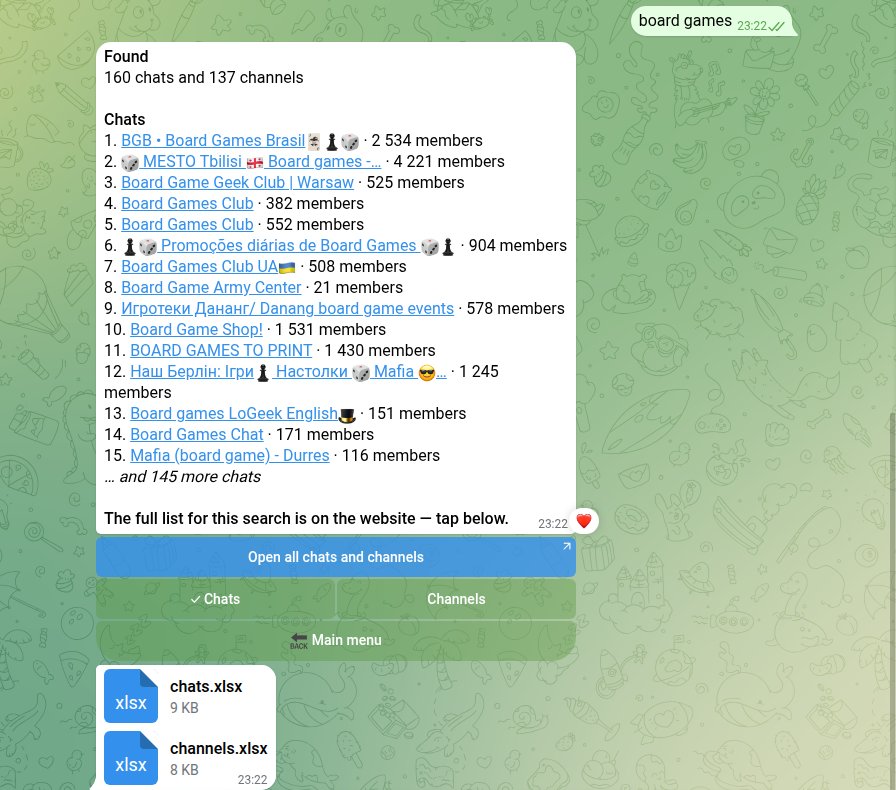 board games 23:22
Found
160 chats and 137 channels
Chats
1. BGB • Board Games Brasil🃏♟🎲 · 2 534 members
2. 🎲 MESTO Tbilisi 🇬🇪 Board games -… · 4 221 members
3. Board Game Geek Club | Warsaw · 525 members
4. Board Games Club · 382 members
5. Board Games Club · 552 members
6. ♟🎲 Promoções diárias de Board Games 🎲♟ · 904 members
7. Board Games Club UA🇺🇦 · 508 members
8. Board Game Army Center · 21 members
9. Игротеки Дананг/ Danang board game events · 578 members
10. Board Game Shop! · 1 531 members
11. BOARD GAMES TO PRINT · 1 430 members
12. Наш Берлін: Ігри♟ Настолки 🎲 Mafia 😎… · 1 245
members
13. Board games LoGeek English🎩 · 151 members
14. Board Games Chat · 171 members
15. Mafia (board game) - Durres · 116 members
… and 145 more chats
The full list for this search is on the website — tap below. 23:22
Open all chats and channels
✓ Chats
Channels
BACK Main menu
xlsx
chats.xlsx
9 KB
xlsx
channels.xlsx
8 KB
23:22